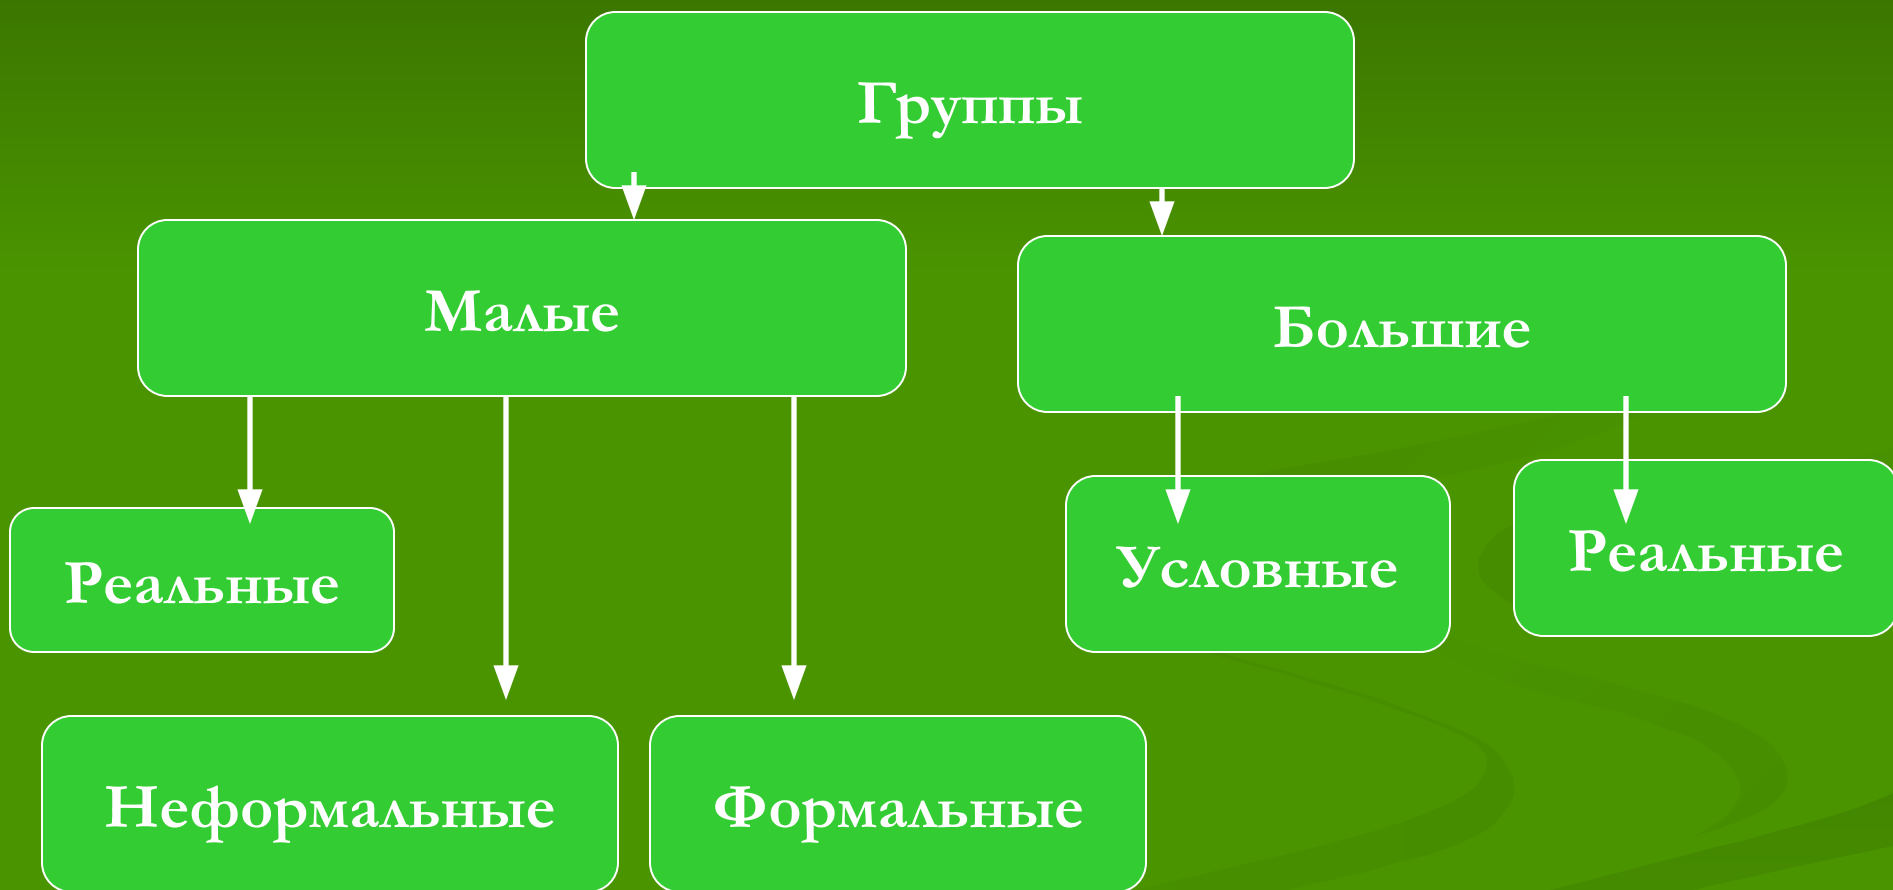 Группы
Малые
Большие
Реальные
Условные
Реальные
Неформальные
Формальные